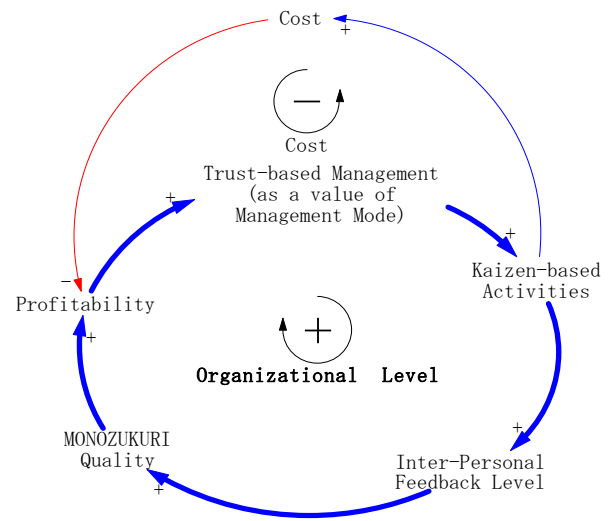 Cost
+
−
Cost
Trust-based Management
(as a value of
Management Mode)
+
+
Kaizen-based
Activities
−
Profitability
+
+
Organizational Level
MONOZUKURI
Quality
+
Inter-Personal
Feedback Level
+